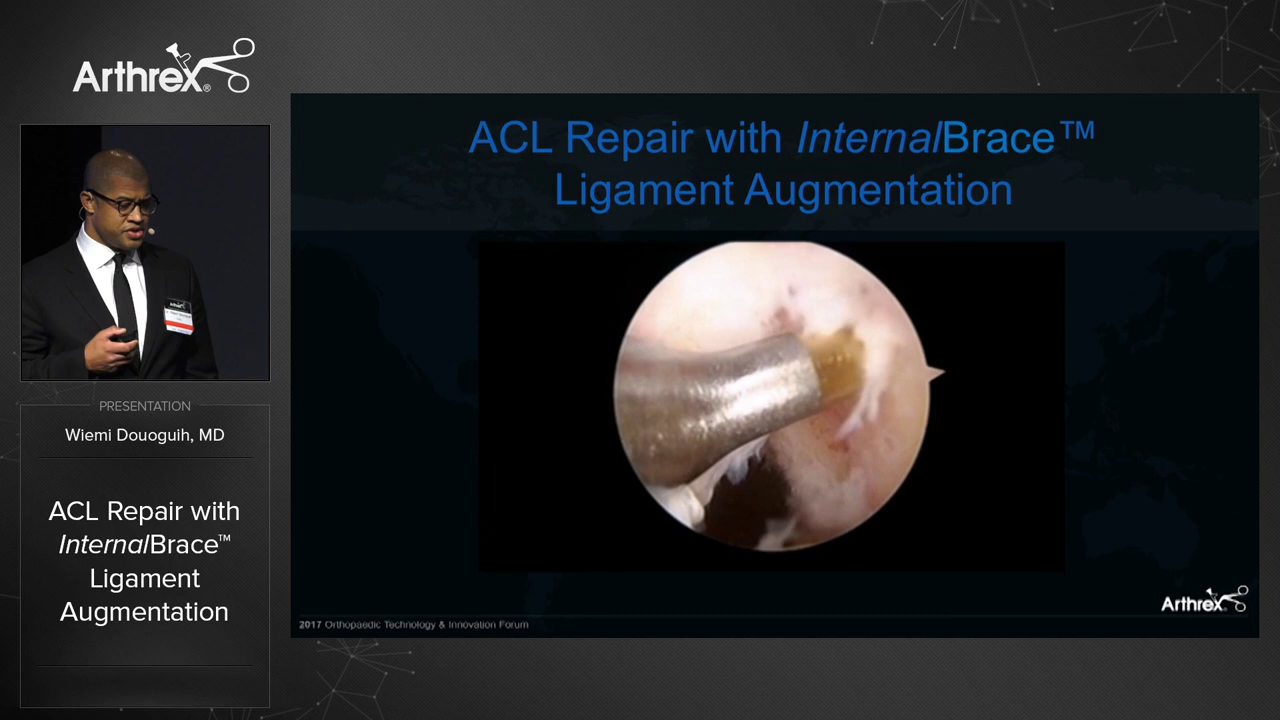 Arthrex®
PRESENTATION
Wiemi Douoguih, MD
ACL Repair with
InternalBrace™
Ligament
Augmentation
ACL Repair with InternalBrace™
Ligament Augmentation
Arthrex
2017 Orthopaedic Technology & Innovation Forum
Arthrex